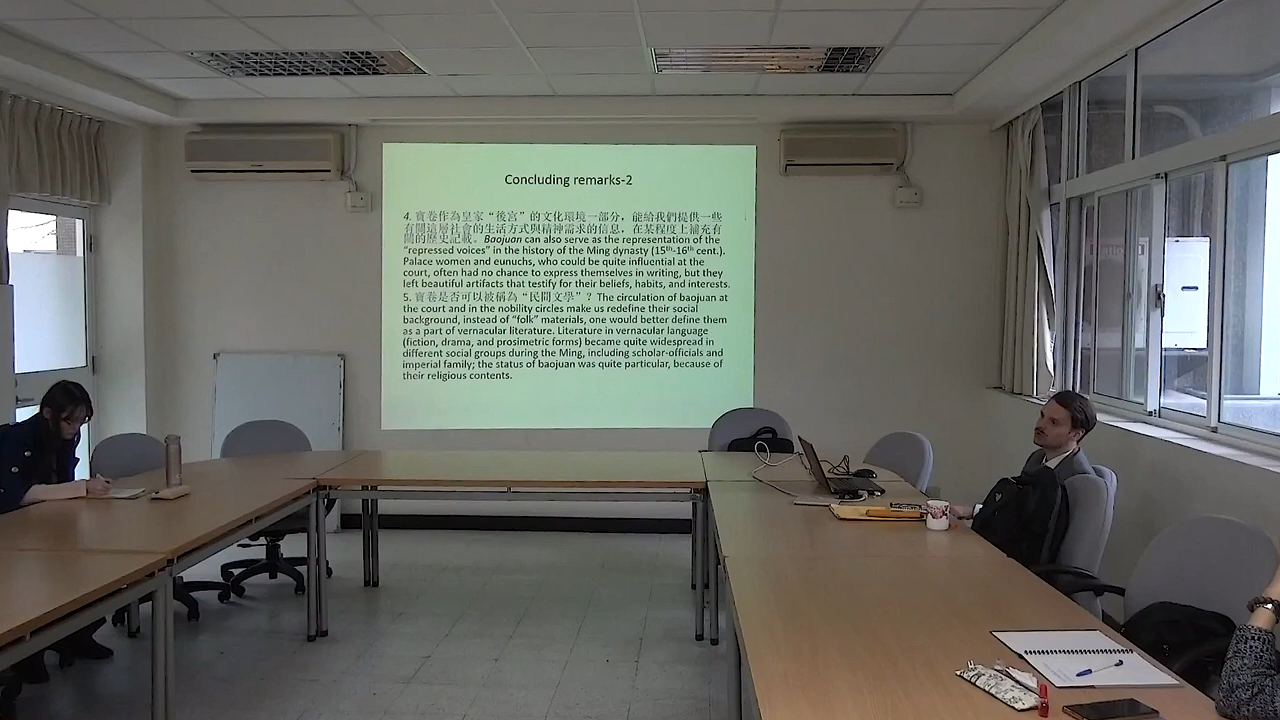 Concluding remarks-2
4. 寶卷作為皇家“後宮”的文化環境一部分，能給我們提供一些
有關這層社會的生活方式與精神需求的信息，在某程度上補充有
關的歷史記載。Baojuan can also serve as the representation of the
“repressed voices” in the history of the Ming dynasty (15th-16th cent.).
Palace women and eunuchs, who could be quite influential at the
court, often had no chance to express themselves in writing, but they
left beautiful artifacts that testify for their beliefs, habits, and interests.
5. 寶卷是否可以被稱為“民間文學”? The circulation of baojuan at
the court and in the nobility circles make us redefine their social
background, instead of “folk” materials, one would better define them
as a part of vernacular literature. Literature in vernacular language
(fiction, drama, and prosimetric forms) became quite widespread in
different social groups during the Ming, including scholar-officials and
imperial family; the status of baojuan was quite particular, because of
their religious contents.